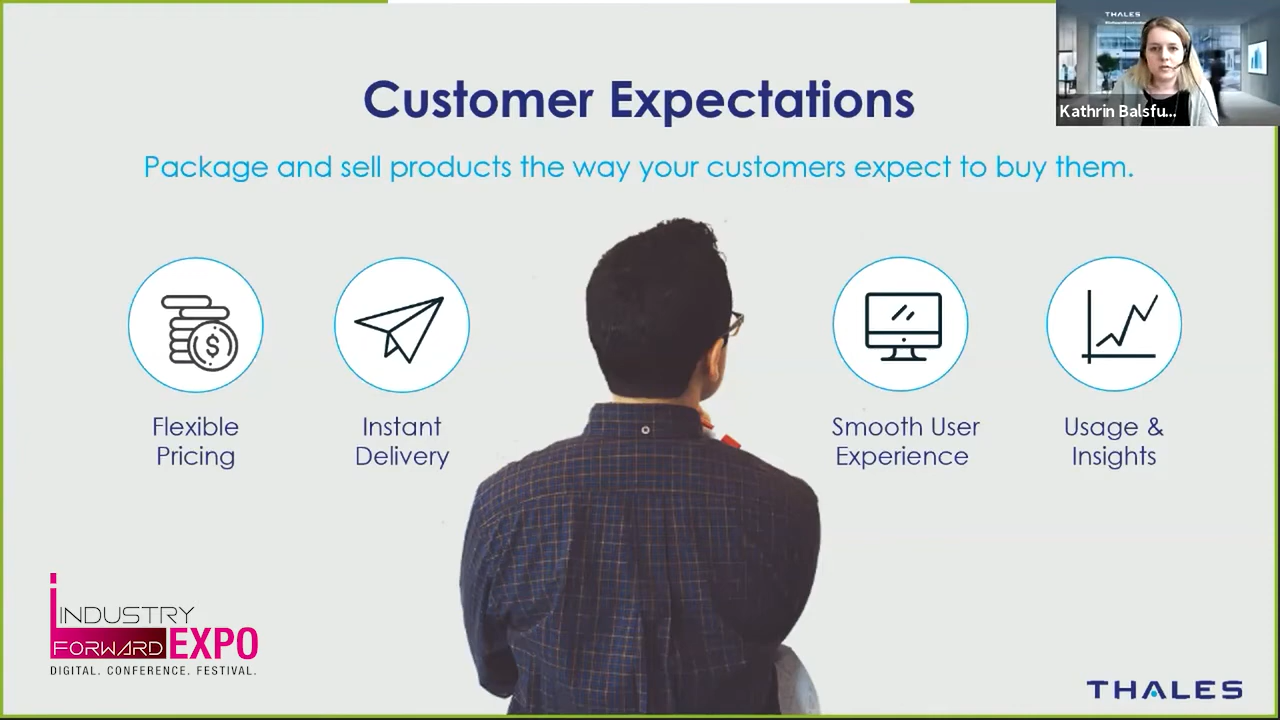 Customer Expectations
THALES
Kathrin Balsfu...
Package and sell products the way your customers expect to buy them.
$
Flexible
Pricing
Instant
Delivery
Smooth User
Experience
Usage &
Insights
INDUSTRY
FORWARD EXPO
DIGITAL. CONFERENCE. FESTIVAL.
THALES